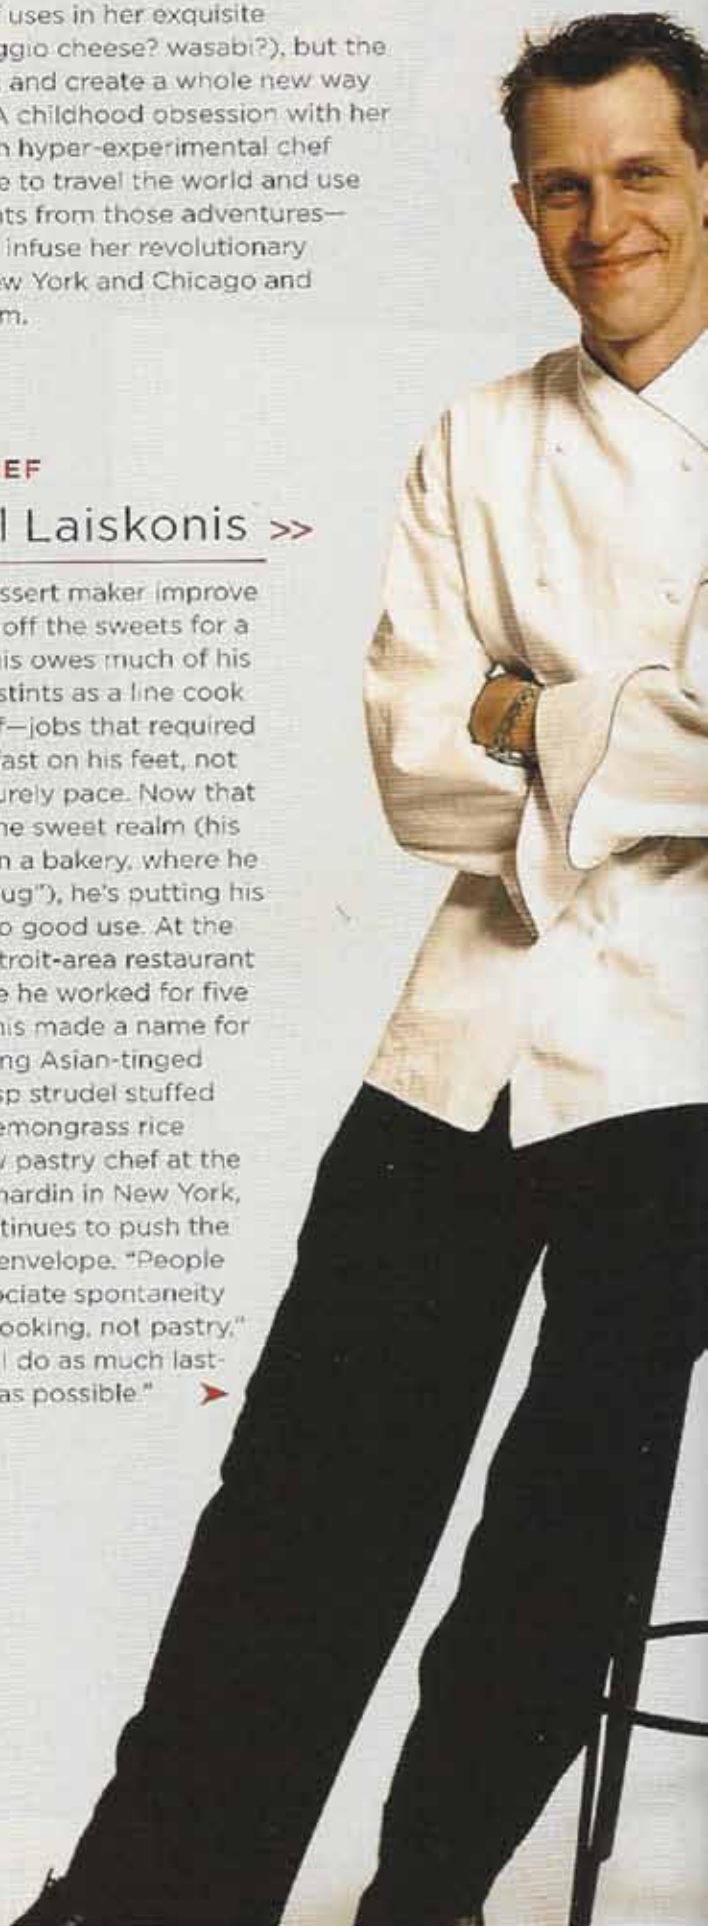 uses in her exquisite
ggio cheese? wasabi?), but the
and create a whole new way
A childhood obsession with her
n hyper-experimental chef
e to travel the world and use
nts from those adventures—
infuse her revolutionary
w York and Chicago and
m.
EF
l Laiskonis >>
ssert maker improve
off the sweets for a
is owes much of his
stints as a line cook
f—jobs that required
fast on his feet, not
urely pace. Now that
he sweet realm (his
n a bakery, where he
ug"), he's putting his
o good use. At the
troit-area restaurant
e he worked for five
nis made a name for
ng Asian-tinged
sp strudel stuffed
emongrass rice
y pastry chef at the
nardin in New York,
tinues to push the
envelope. "People
ociate spontaneity
ooking, not pastry,"
I do as much last-
as possible."